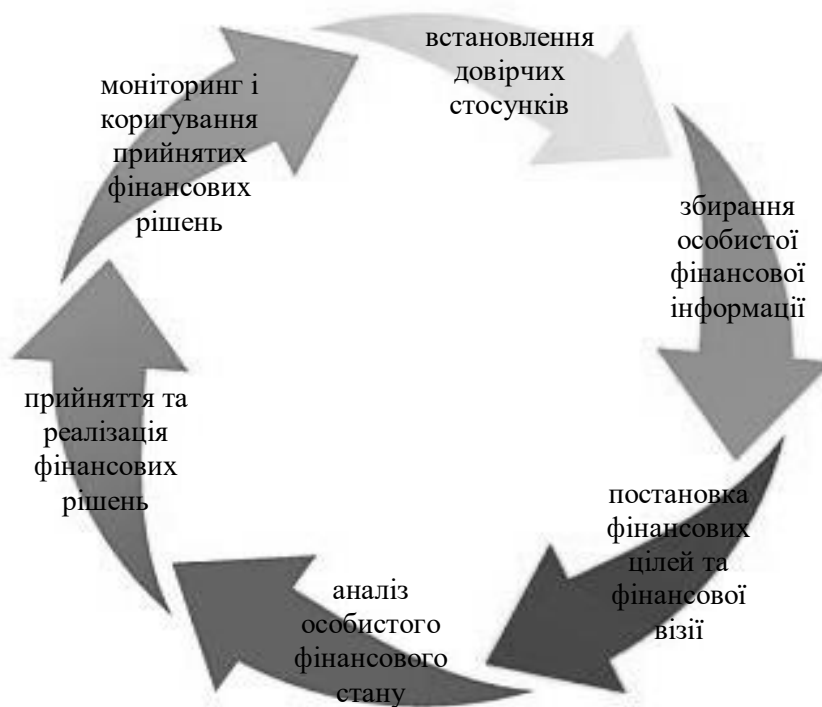 встановлення
довірчих
стосунків
збирання
особистої
фінансової
інформації
постановка
фінансових
цілей та
фінансової
візії
аналіз
особистого
фінансового
стану
прийняття та
реалізація
фінансових
рішень
моніторинг і
коригування
прийнятих
фінансових
рішень